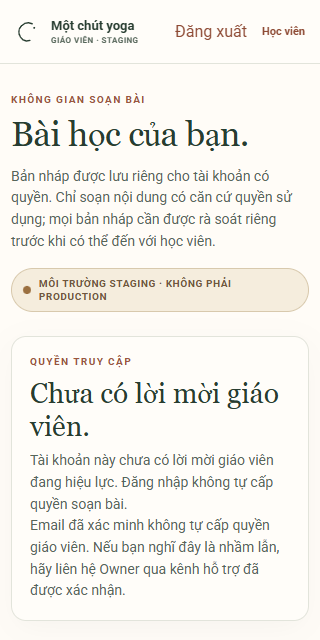 Một chút yoga
GIÁO VIÊN · STAGING
Đăng xuất
Học viên
KHÔNG GIAN SOẠN BÀI
Bài học của bạn.
Bản nháp được lưu riêng cho tài khoản có
quyền. Chỉ soạn nội dung có căn cứ quyền sử
dụng; mọi bản nháp cần được rà soát riêng
trước khi có thể đến với học viên.
MÔI TRƯỜNG STAGING · KHÔNG PHẢI
PRODUCTION
QUYỀN TRUY CẬP
Chưa có lời mời giáo
viên.
Tài khoản này chưa có lời mời giáo viên
đang hiệu lực. Đăng nhập không tự cấp
quyền soạn bài.
Email đã xác minh không tự cấp quyền
giáo viên. Nếu bạn nghĩ đây là nhầm lẫn,
hãy liên hệ Owner qua kênh hỗ trợ đã
được xác nhận.